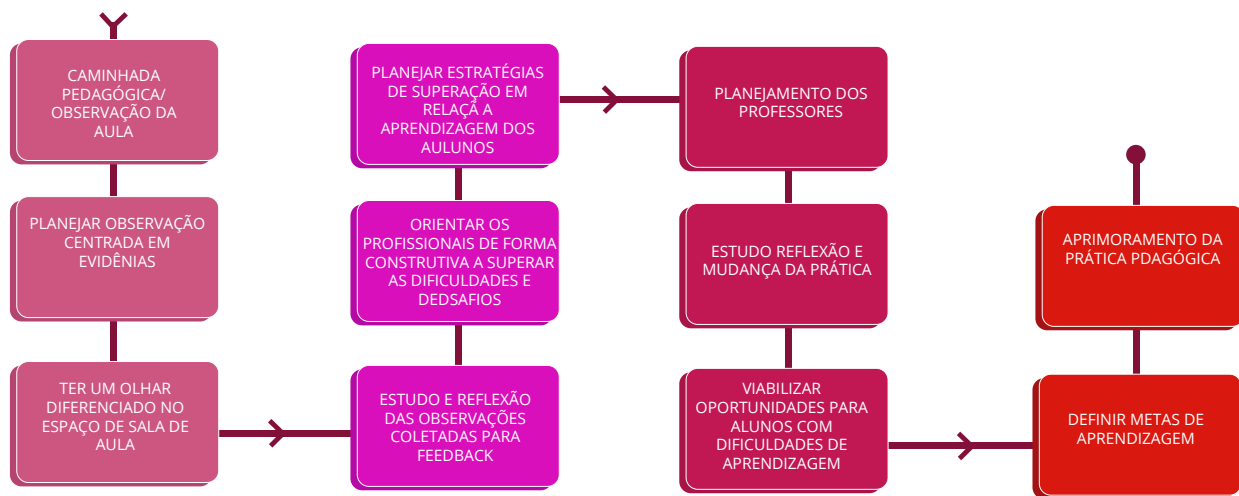 CAMINHADA
PEDAGÓGICA/
OBSERVAÇÃO DA
AULA
PLANEJAR OBSERVAÇÃO
CENTRADA EM
EVIDÊNIAS
TER UM OLHAR
DIFERENCIADO NO
ESPAÇO DE SALA DE
AULA
ESTUDO E REFLEXÃO
DAS OBSERVAÇÕES
COLETADAS PARA
FEEDBACK
ORIENTAR OS
PROFISSIONAIS DE FORMA
CONSTRUTIVA A SUPERAR
AS DIFICULDADES E
DEDSAFIOS
PLANEJAR ESTRATÉGIAS
DE SUPERAÇÃO EM
RELAÇÃ A
APRENDIZAGEM DOS
AULUNOS
PLANEJAMENTO DOS
PROFESSORES
ESTUDO REFLEXÃO E
MUDANÇA DA PRÁTICA
VIABILIZAR
OPORTUNIDADES PARA
ALUNOS COM
DIFICULDADES DE
APRENDIZAGEM
DEFINIR METAS DE
APRENDIZAGEM
APRIMORAMENTO DA
PRÁTICA PDAGÓGICA